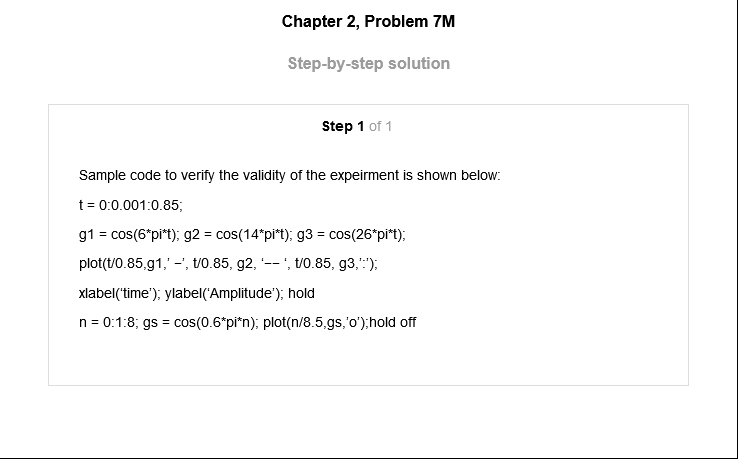 Chapter 2, Problem 7M
Step-by-step solution
Step 1 of 1
Sample code to verify the validity of the expeirment is shown below:
t = 0:0.001:0.85;
g1 = cos(6*pi*t); g2 = cos(14*pi*t); g3 = cos(26*pi*t);
plot(t/0.85,g1,’ –’, t/0.85, g2, ‘–– ‘, t/0.85, g3,’:’);
xlabel(‘time’); ylabel(‘Amplitude’); hold
n = 0:1:8; gs = cos(0.6*pi*n); plot(n/8.5,gs,’o’);hold off